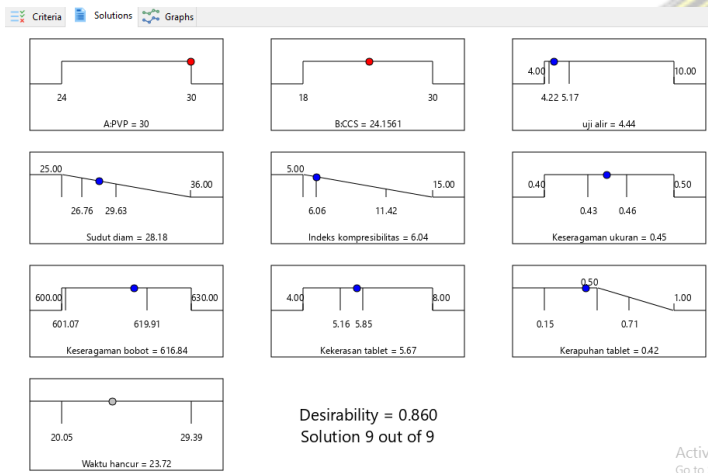 Criteria Solutions Graphs
24 30
A:PVP = 30
18 30
B:CCS = 24.1561
4.00 10.00
4.22 5.17
uji alir = 4.44
25.00 36.00
26.76 29.63
Sudut diam = 28.18
5.00 15.00
6.06 11.42
Indeks kompresibilitas = 6.04
0.40 0.50
0.43 0.46
Keseragaman ukuran = 0.45
600.00 630.00
601.07 619.91
Keseragaman bobot = 616.84
4.00 8.00
5.16 5.85
Kekerasan tablet = 5.67
0.50 1.00
0.15 0.71
Kerapuhan tablet = 0.42
20.05 29.39
Waktu hancur = 23.72
Desirability = 0.860
Solution 9 out of 9
Activ
Go to